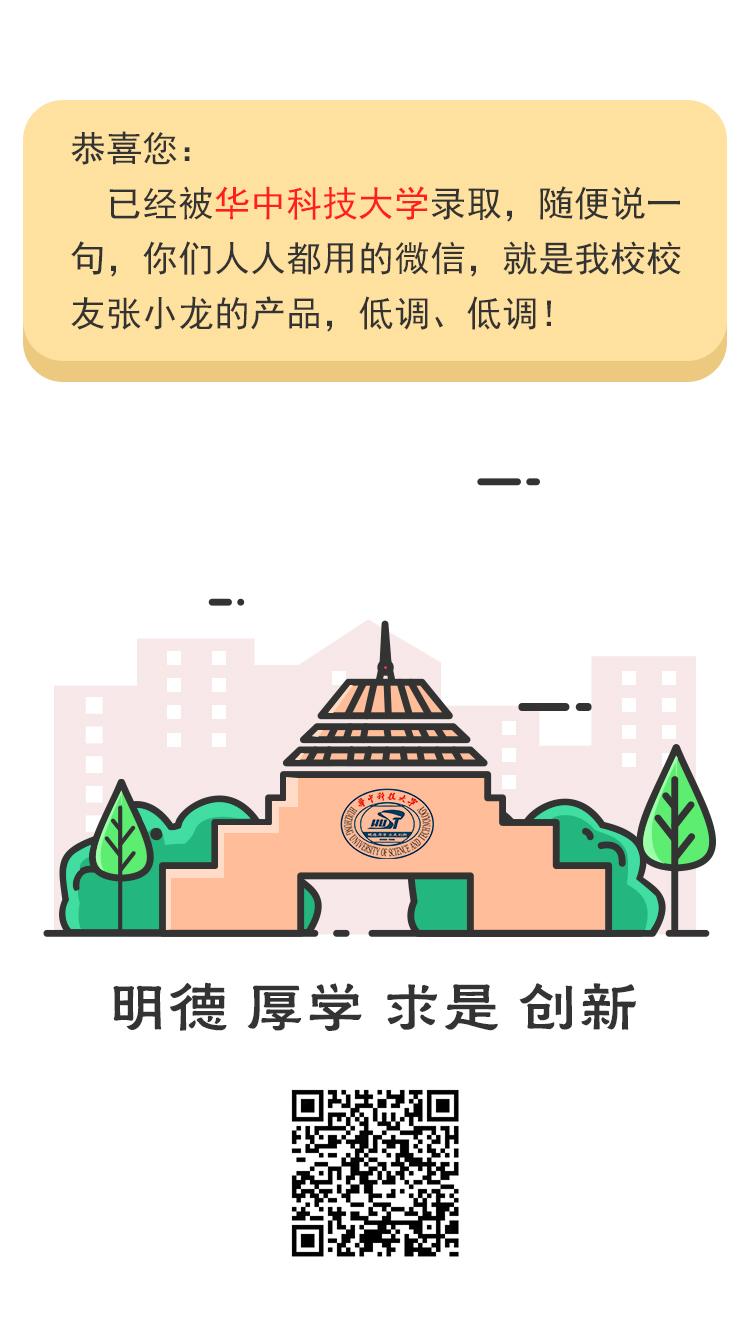 恭喜您：
已经被华中科技大学录取，随便说一
句，你们人人都用的微信，就是我校校
友张小龙的产品，低调、低调！
华中科技大学
HUST
HUAZHONG UNIVERSITY OF SCIENCE AND TECHNOLOGY
明德 厚学 求是 创新